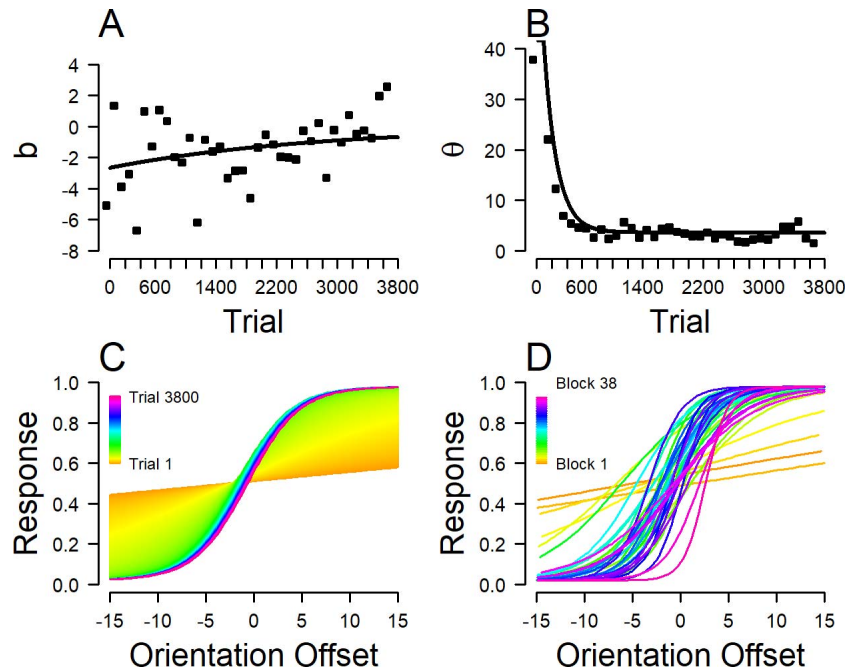 A
b
4
2
0
-2
-4
-6
-8
0 600 1400 2200 3000 3800
Trial
B
θ
40
30
20
10
0
0 600 1400 2200 3000 3800
Trial
C
Response
1.0
0.8
0.6
0.4
0.2
0.0
Trial 3800
Trial 1
-15 -10 -5 0 5 10 15
Orientation Offset
D
Response
1.0
0.8
0.6
0.4
0.2
0.0
Block 38
Block 1
-15 -10 -5 0 5 10 15
Orientation Offset